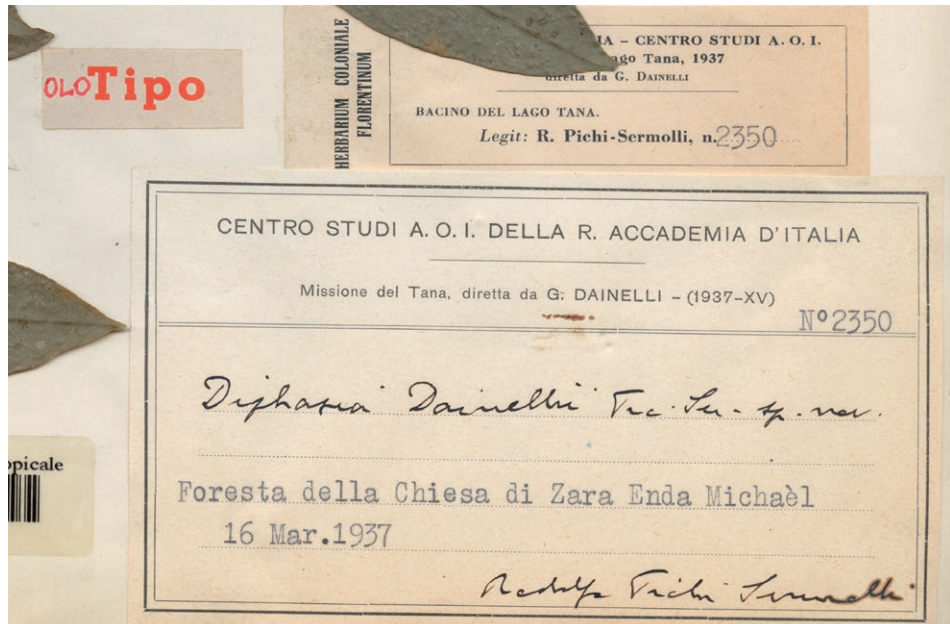 OLOTipo
HERBARIUM COLONIALE
FLORENTINUM
IA – CENTRO STUDI A. O. I.
ago Tana, 1937
diretta da G. DAINELLI
BACINO DEL LAGO TANA.
Legit: R. Pichi-Sermolli, n. 2350
CENTRO STUDI A. O. I. DELLA R. ACCADEMIA D'ITALIA
Missione del Tana, diretta da G. DAINELLI – (1937-XV)
Nº2350
Diphasia Dainellii Pic. Ser. sp. nov.
opicale
Foresta della Chiesa di Zara Enda Michaèl
16 Mar.1937
Rodolfo Pichi Sermolli